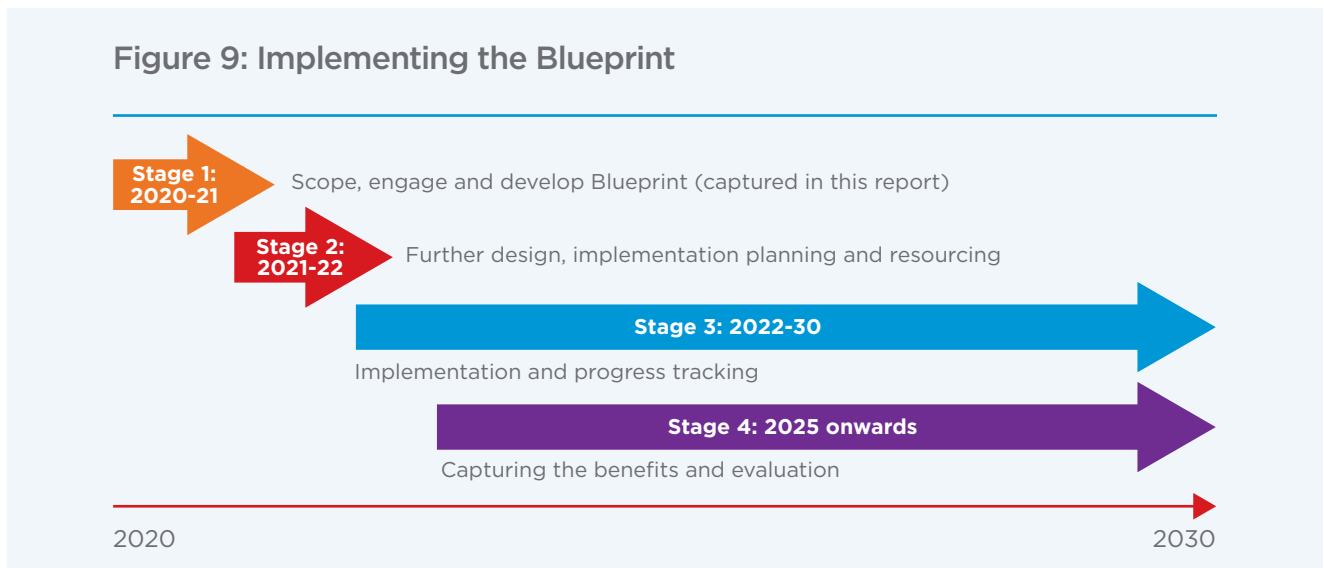 Figure 9: Implementing the Blueprint
Stage 1:
2020-21
Scope, engage and develop Blueprint (captured in this report)
Stage 2:
2021-22
Further design, implementation planning and resourcing
Stage 3: 2022-30
Implementation and progress tracking
Stage 4: 2025 onwards
Capturing the benefits and evaluation
2020
2030